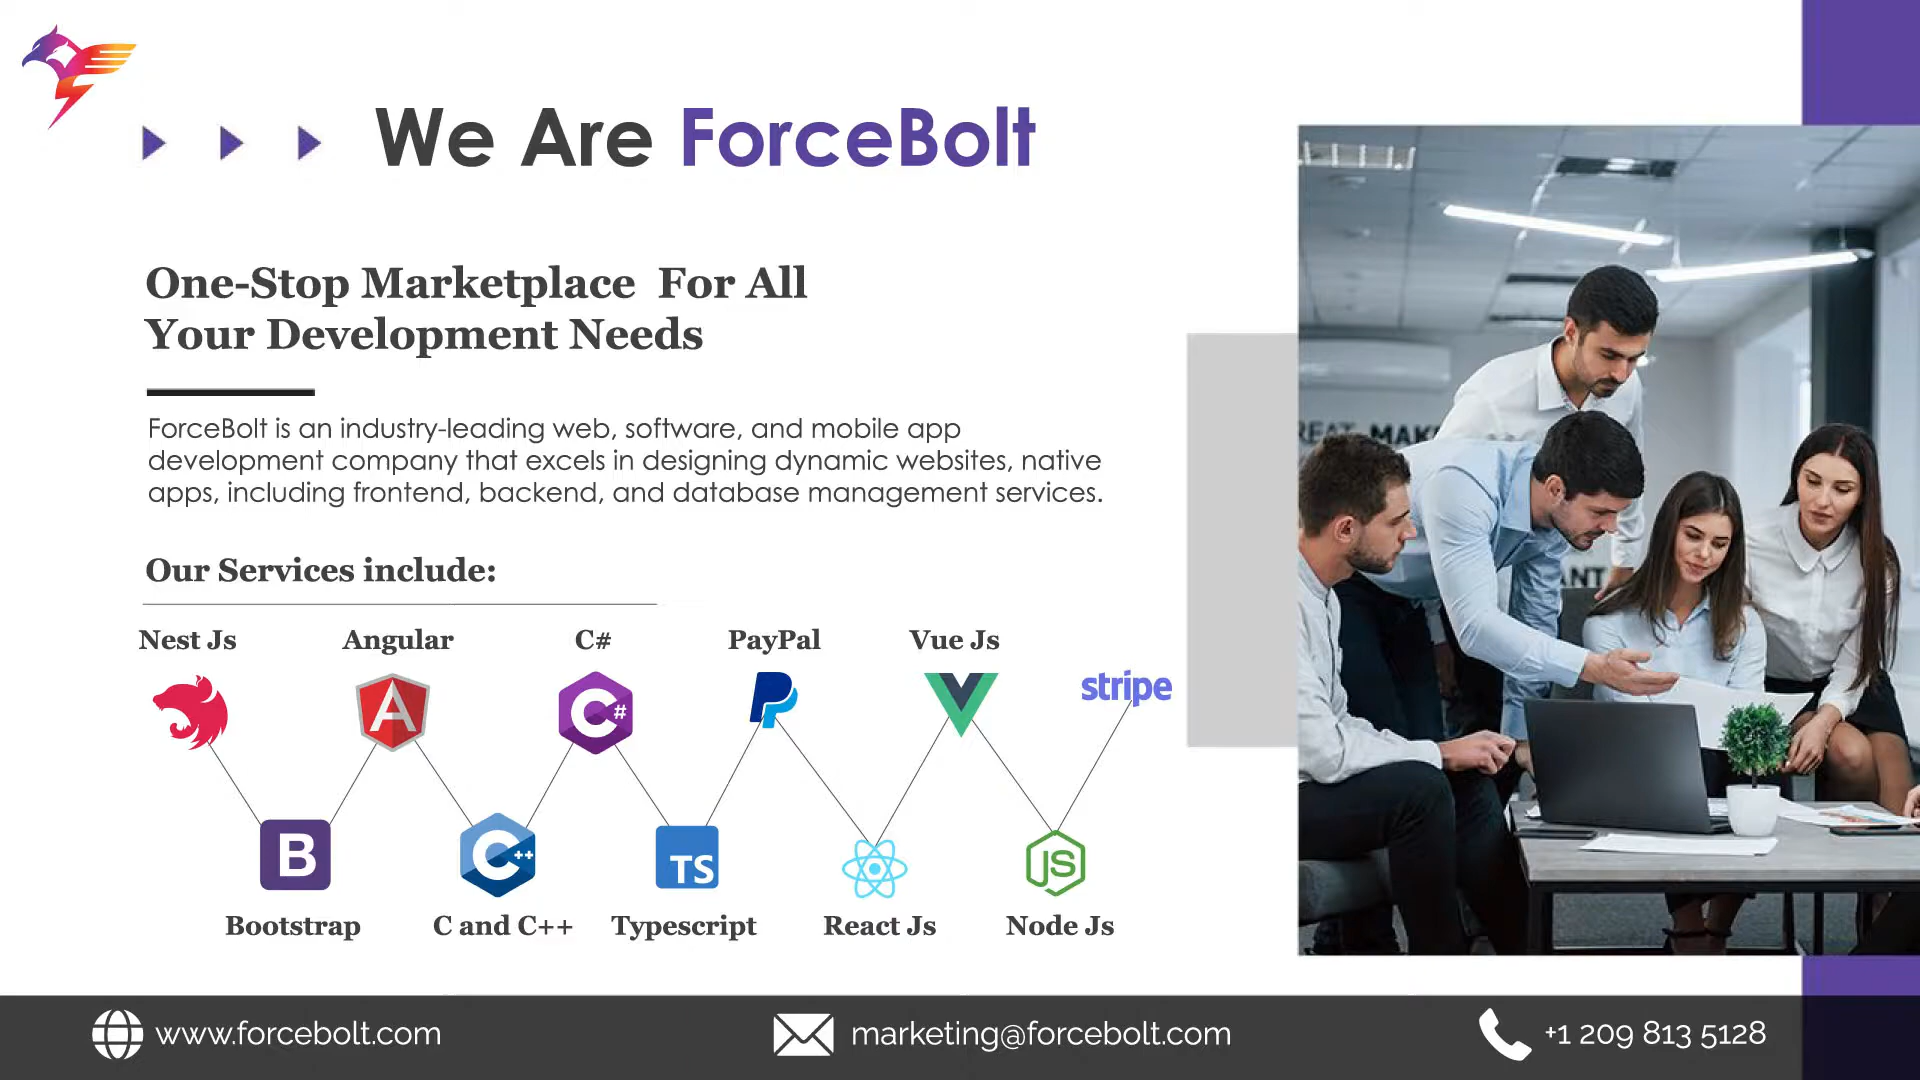 We Are ForceBolt
One-Stop Marketplace For All
Your Development Needs
ForceBolt is an industry-leading web, software, and mobile app
development company that excels in designing dynamic websites, native
apps, including frontend, backend, and database management services.
Our Services include:
Nest Js Angular C# PayPal Vue Js
stripe
C #
B C++ TS JS
Bootstrap C and C++ Typescript React Js Node Js
www.forcebolt.com marketing@forcebolt.com +1 209 813 5128